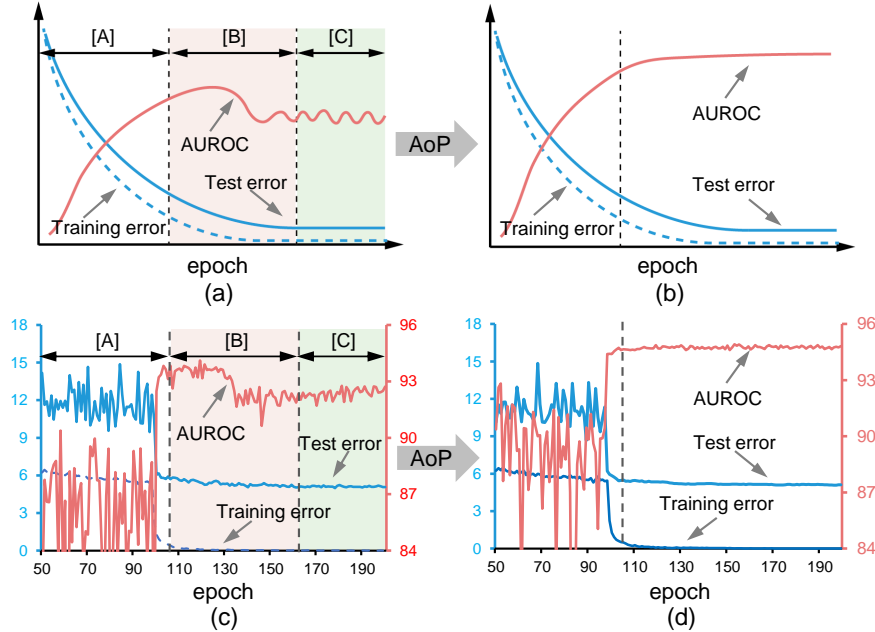 [A] [B] [C]
AUROC
Test error
Training error
epoch
(a)
AoP
AUROC
Test error
Training error
epoch
(b)
18 96
[A] [B] [C]
15
12 93
AUROC
9 90
Test error
6
87
3 Training error
0 84
50 70 90 110 130 150 170 190
epoch
(c)
AoP
18 96
15
AUROC
12 93
9 90
Test error
6
87
Training error
3
0 84
50 70 90 110 130 150 170 190
epoch
(d)